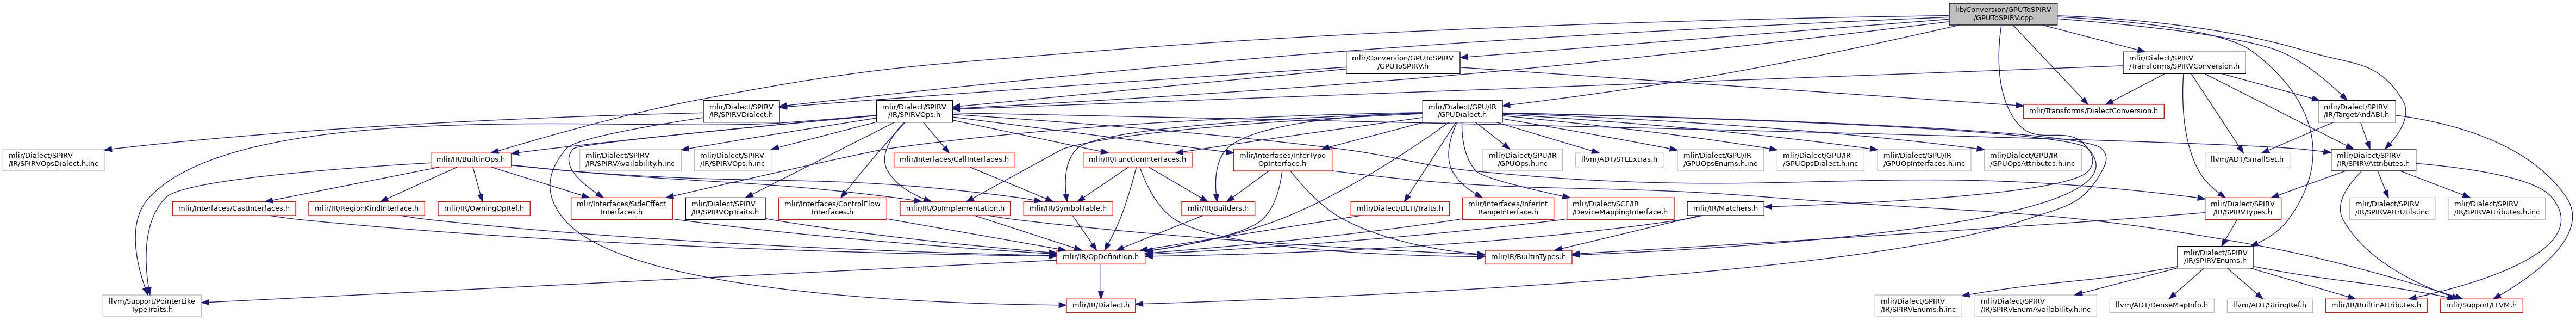 lib/Conversion/GPUToSPIRV
/GPUToSPIRV.cpp
mlir/Conversion/GPUToSPIRV
/GPUToSPIRV.h
mlir/Dialect/SPIRV
/Transforms/SPIRVConversion.h
mlir/Dialect/SPIRV
/IR/SPIRVDialect.h
mlir/Dialect/SPIRV
/IR/SPIRVOps.h
mlir/Dialect/GPU/IR
/GPUDialect.h
mlir/Transforms/DialectConversion.h
mlir/Dialect/SPIRV
/IR/TargetAndABI.h
mlir/Dialect/SPIRV
/IR/SPIRVOpsDialect.h.inc
mlir/IR/BuiltinOps.h
mlir/Dialect/SPIRV
/IR/SPIRVAvailability.h.inc
mlir/Dialect/SPIRV
/IR/SPIRVOps.h.inc
mlir/Interfaces/CallInterfaces.h
mlir/IR/FunctionInterfaces.h
mlir/Interfaces/InferType
OpInterface.h
mlir/Dialect/GPU/IR
/GPUOps.h.inc
llvm/ADT/STLExtras.h
mlir/Dialect/GPU/IR
/GPUOpsEnums.h.inc
mlir/Dialect/GPU/IR
/GPUOpsDialect.h.inc
mlir/Dialect/GPU/IR
/GPUOpInterfaces.h.inc
mlir/Dialect/GPU/IR
/GPUOpsAttributes.h.inc
llvm/ADT/SmallSet.h
mlir/Dialect/SPIRV
/IR/SPIRVAttributes.h
mlir/Interfaces/CastInterfaces.h
mlir/IR/RegionKindInterface.h
mlir/IR/OwningOpRef.h
mlir/Interfaces/SideEffect
Interfaces.h
mlir/Dialect/SPIRV
/IR/SPIRVOpTraits.h
mlir/Interfaces/ControlFlow
Interfaces.h
mlir/IR/OpImplementation.h
mlir/IR/SymbolTable.h
mlir/IR/Builders.h
mlir/Dialect/DLTI/Traits.h
mlir/Interfaces/InferInt
RangeInterface.h
mlir/Dialect/SCF/IR
/DeviceMappingInterface.h
mlir/IR/Matchers.h
mlir/Dialect/SPIRV
/IR/SPIRVTypes.h
mlir/Dialect/SPIRV
/IR/SPIRVAttrUtils.inc
mlir/Dialect/SPIRV
/IR/SPIRVAttributes.h.inc
mlir/IR/OpDefinition.h
mlir/IR/BuiltinTypes.h
mlir/Dialect/SPIRV
/IR/SPIRVEnums.h
llvm/Support/PointerLike
TypeTraits.h
mlir/IR/Dialect.h
mlir/Dialect/SPIRV
/IR/SPIRVEnums.h.inc
mlir/Dialect/SPIRV
/IR/SPIRVEnumAvailability.h.inc
llvm/ADT/DenseMapInfo.h
llvm/ADT/StringRef.h
mlir/IR/BuiltinAttributes.h
mlir/Support/LLVM.h